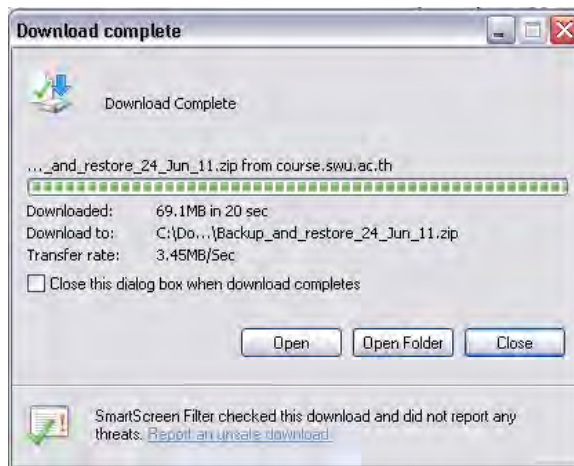 Download complete
Download Complete
..._and_restore_24_Jun_11.zip from course.swu.ac.th
Downloaded: 69.1MB in 20 sec
Download to: C:\Do...\Backup_and_restore_24_Jun_11.zip
Transfer rate: 3.45MB/Sec
Close this dialog box when download completes
Open Open Folder Close
SmartScreen Filter checked this download and did not report any
threats. Report an unsafe download.